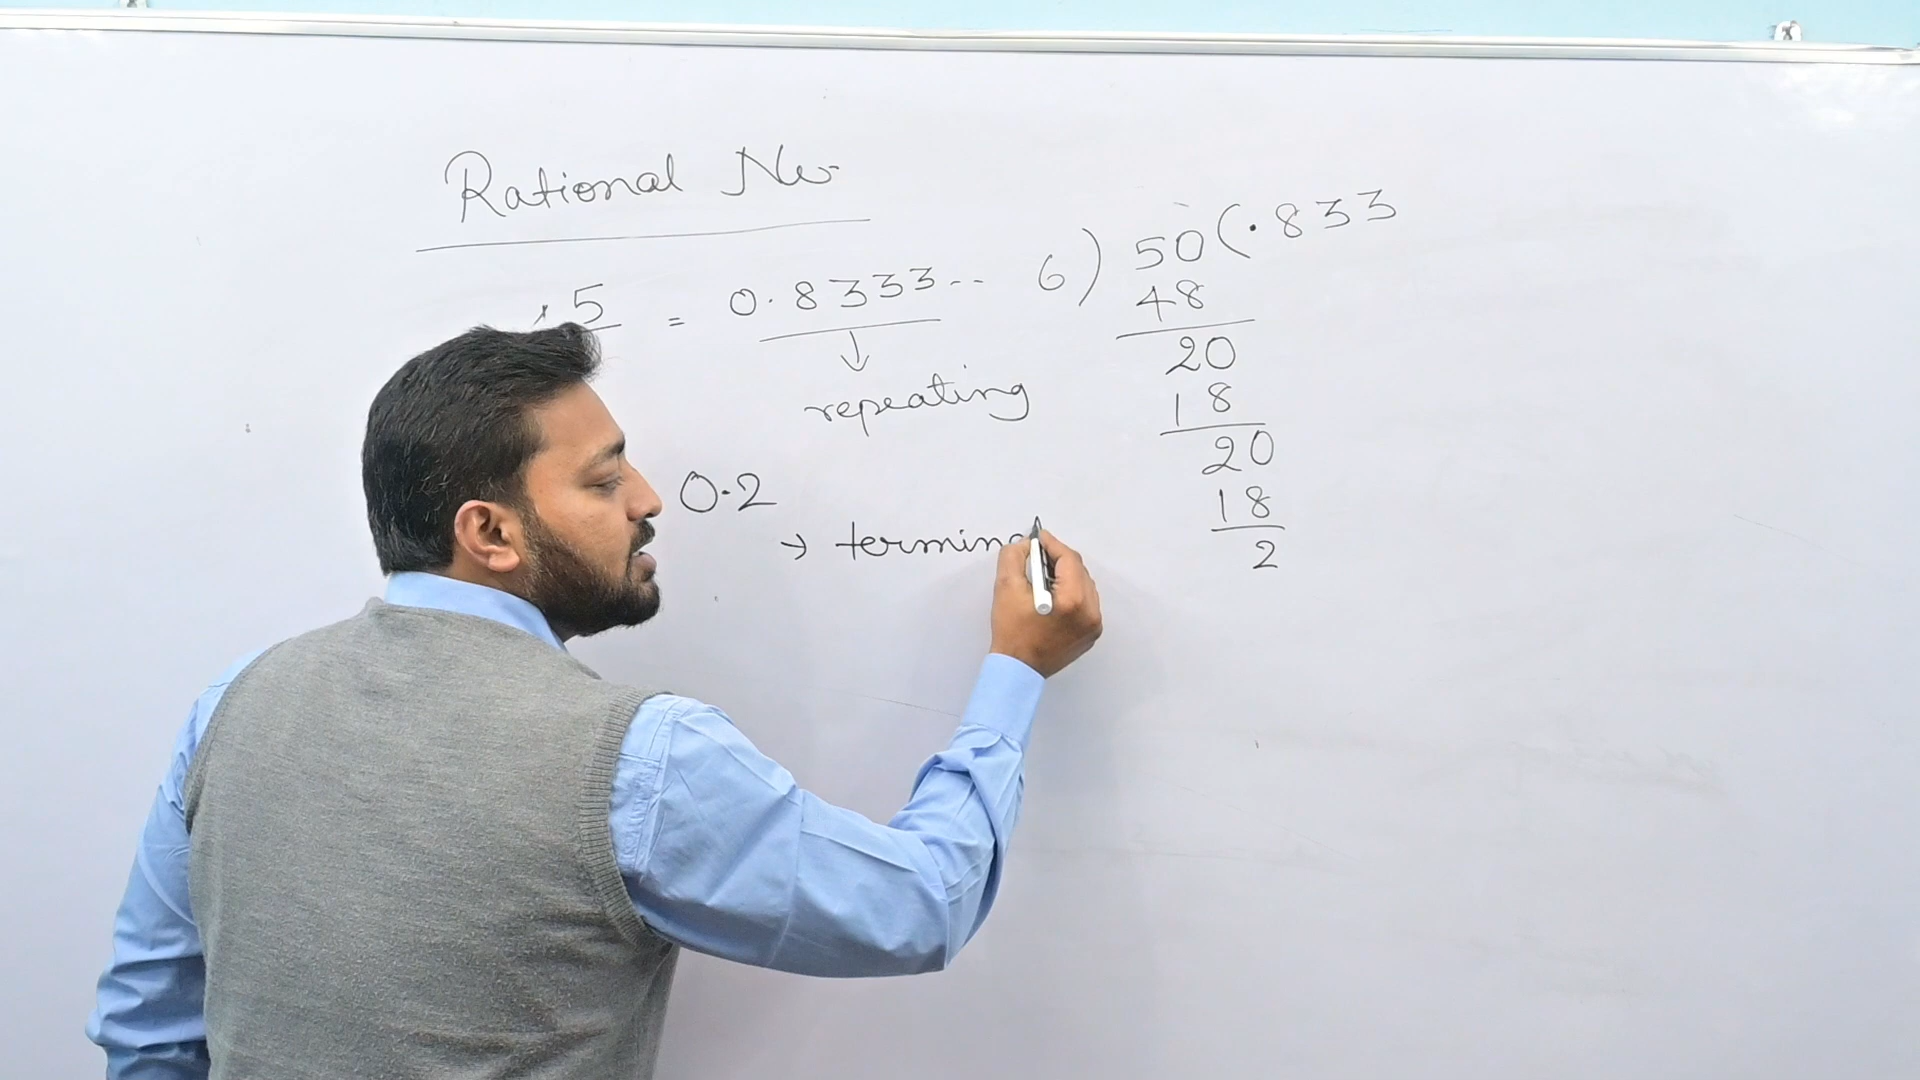 Rational No.
5 = 0.8333..
↓
repeating
0.2
→ termina
6) 50 (.833
48
20
18
20
18
2